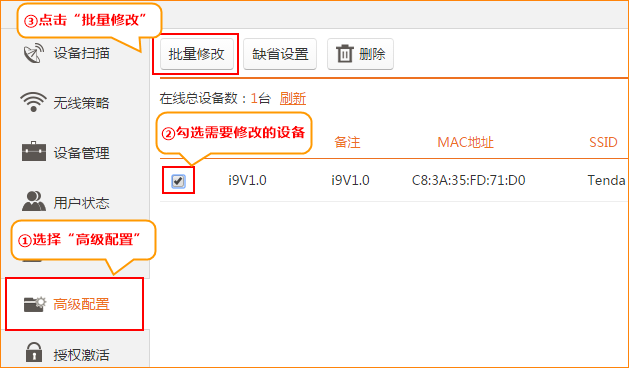 ③点击“批量修改”
设备扫描
批量修改
缺省设置
删除
无线策略
在线总设备数：1台 刷新
②勾选需要修改的设备
设备管理
备注
MAC地址
SSID
i9V1.0
i9V1.0
C8:3A:35:FD:71:D0
Tenda
用户状态
①选择“高级配置”
高级配置
授权激活